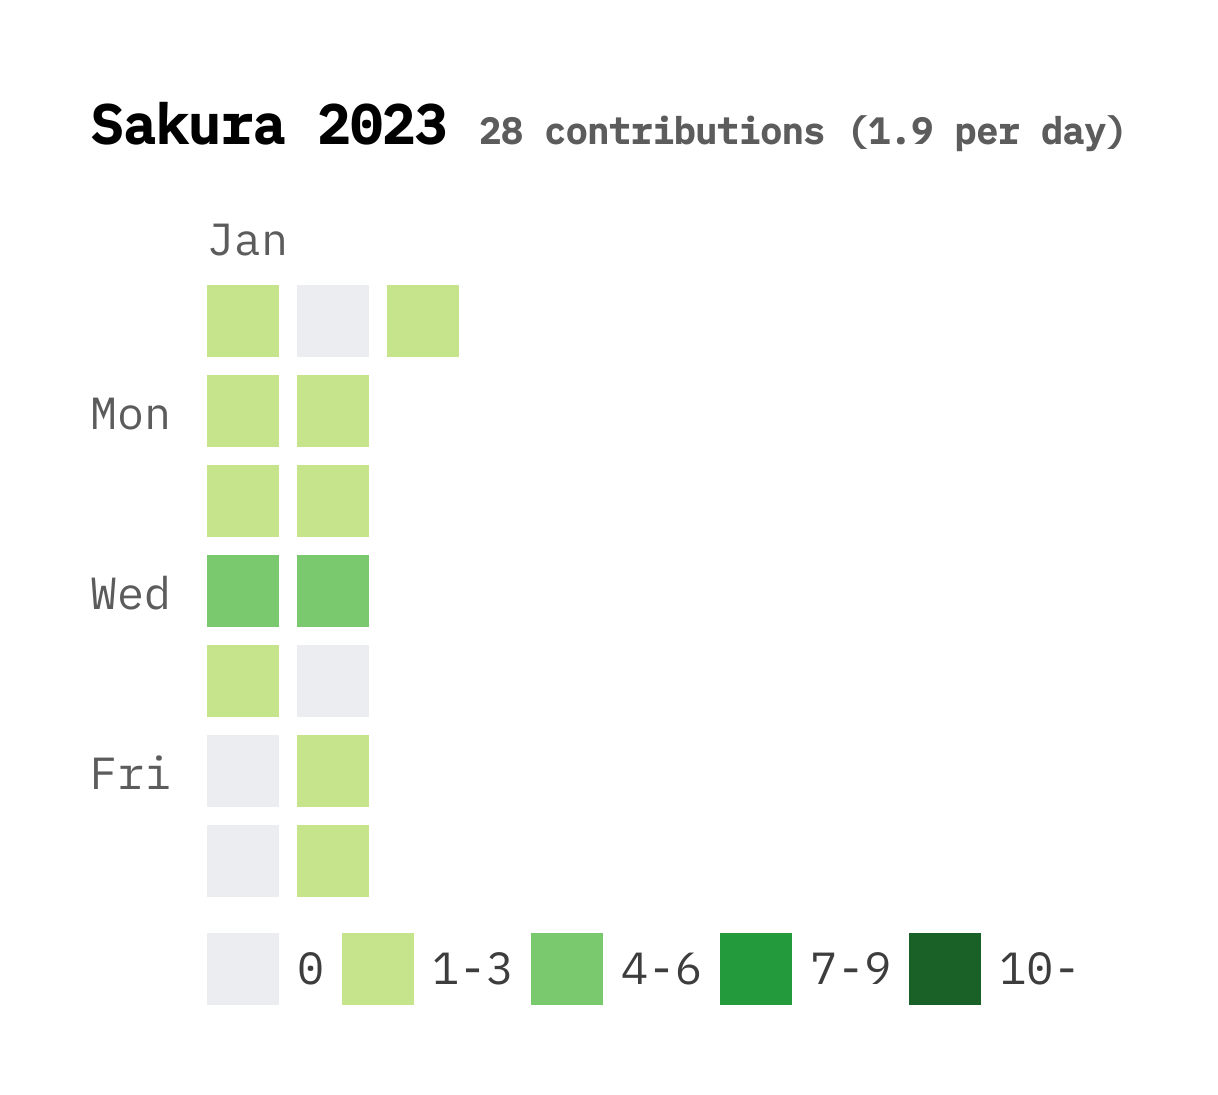 Sakura 2023 28 contributions (1.9 per day)
Jan
Mon
Wed
Fri
0 1-3 4-6 7-9 10-